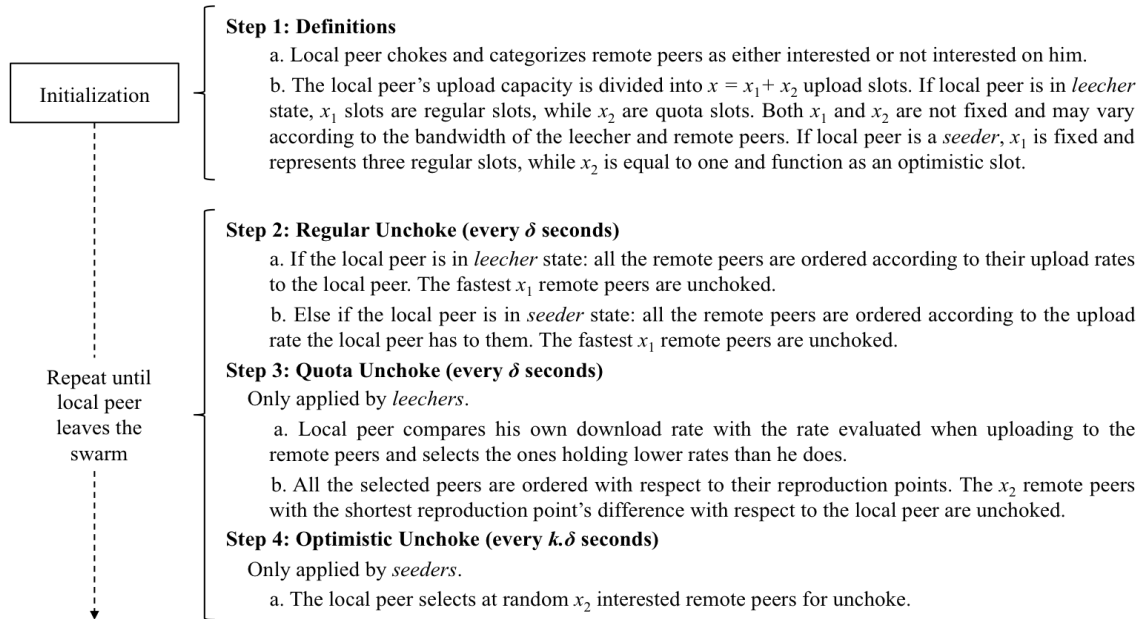 Initialization
Step 1: Definitions
a. Local peer chokes and categorizes remote peers as either interested or not interested on him.
b. The local peer's upload capacity is divided into x = x₁+ x₂ upload slots. If local peer is in leecher
state, x₁ slots are regular slots, while x₂ are quota slots. Both x₁ and x₂ are not fixed and may vary
according to the bandwidth of the leecher and remote peers. If local peer is a seeder, x₁ is fixed and
represents three regular slots, while x₂ is equal to one and function as an optimistic slot.
Repeat until
local peer
leaves the
swarm
Step 2: Regular Unchoke (every δ seconds)
a. If the local peer is in leecher state: all the remote peers are ordered according to their upload rates
to the local peer. The fastest x₁ remote peers are unchoked.
b. Else if the local peer is in seeder state: all the remote peers are ordered according to the upload
rate the local peer has to them. The fastest x₁ remote peers are unchoked.
Step 3: Quota Unchoke (every δ seconds)
Only applied by leechers.
a. Local peer compares his own download rate with the rate evaluated when uploading to the
remote peers and selects the ones holding lower rates than he does.
b. All the selected peers are ordered with respect to their reproduction points. The x₂ remote peers
with the shortest reproduction point's difference with respect to the local peer are unchoked.
Step 4: Optimistic Unchoke (every k.δ seconds)
Only applied by seeders.
a. The local peer selects at random x₂ interested remote peers for unchoke.